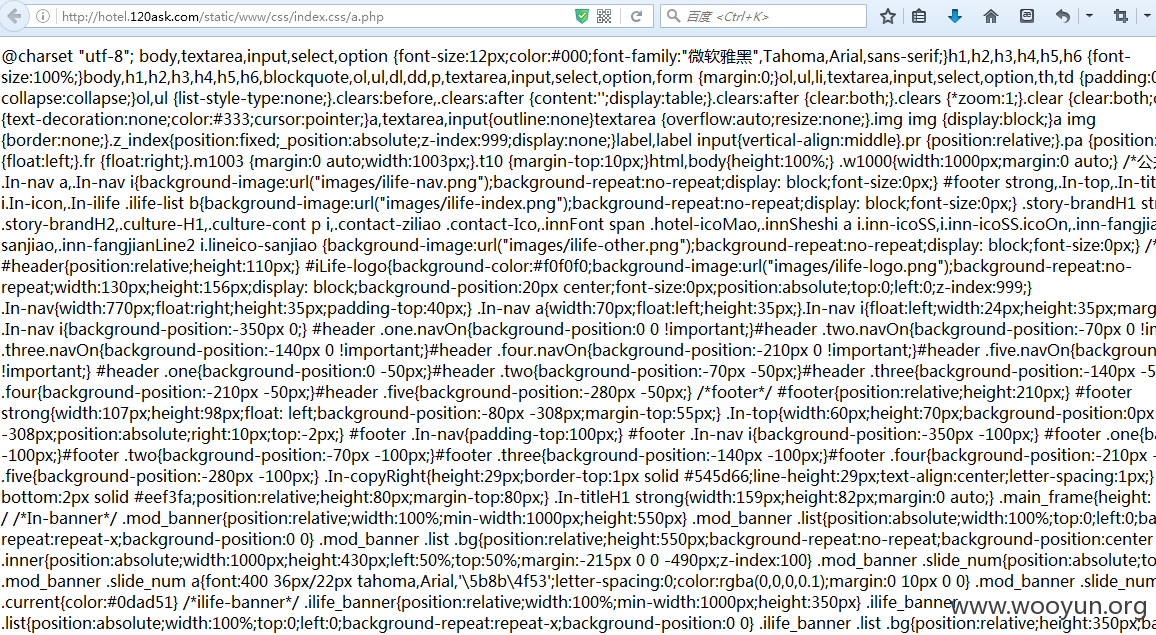 http://hotel.120ask.com/static/www/css/index.css/a.php
百度 <Ctrl+K>
@charset "utf-8"; body,textarea,input,select,option {font-size:12px;color:#000;font-family:"微软雅黑",Tahoma,Arial,sans-serif;}h1,h2,h3,h4,h5,h6 {font-
size:100%;}body,h1,h2,h3,h4,h5,h6,blockquote,ol,ul,dl,dd,p,textarea,input,select,option,form {margin:0;}ol,ul,li,textarea,input,select,option,th,td {padding:0
collapse:collapse;}ol,ul {list-style-type:none;}.clears:before,.clears:after {content:'';display:table;}.clears:after {clear:both;}.clears {*zoom:1;}.clear {clear:both;
{text-decoration:none;color:#333;cursor:pointer;}a,textarea,input{outline:none}textarea {overflow:auto;resize:none;}.img img {display:block;}a img
{border:none;}.z_index{position:fixed;_position:absolute;z-index:999;display:none;}label,label input{vertical-align:middle}.pr {position:relative;}.pa {position:
{float:left;}.fr {float:right;}.m1003 {margin:0 auto;width:1003px;}.t10 {margin-top:10px;}html,body{height:100%;} .w1000{width:1000px;margin:0 auto;} /*公
.In-nav a,.In-nav i{background-image:url("images/ilife-nav.png");background-repeat:no-repeat;display: block;font-size:0px;} #footer strong,.In-top,.In-tit
i.In-icon,.In-ilife .ilife-list b{background-image:url("images/ilife-index.png");background-repeat:no-repeat;display: block;font-size:0px;} .story-brandH1 str
.story-brandH2,.culture-H1,.culture-cont p i,.contact-ziliao .contact-Ico,.innFont span .hotel-icoMao,.innSheshi a i.inn-icoSS,i.inn-icoSS.icoOn,.inn-fangjia
sanjiao,.inn-fangjianLine2 i.lineico-sanjiao {background-image:url("images/ilife-other.png");background-repeat:no-repeat;display: block;font-size:0px;} /*
#header{position:relative;height:110px;} #iLife-logo{background-color:#f0f0f0;background-image:url("images/ilife-logo.png");background-repeat:no-
repeat;width:130px;height:156px;display: block;background-position:20px center;font-size:0px;position:absolute;top:0;left:0;z-index:999;}
.In-nav{width:770px;float:right;height:35px;padding-top:40px;} .In-nav a{width:70px;float:left;height:35px;}.In-nav i{float:left;width:24px;height:35px;marg
.In-nav i{background-position:-350px 0;} #header .one.navOn{background-position:0 0 !important;}#header .two.navOn{background-position:-70px 0 !im
.three.navOn{background-position:-140px 0 !important;}#header .four.navOn{background-position:-210px 0 !important;}#header .five.navOn{backgroun
!important;} #header .one{background-position:0 -50px;}#header .two{background-position:-70px -50px;}#header .three{background-position:-140px -5
.four{background-position:-210px -50px;}#header .five{background-position:-280px -50px;} /*footer*/ #footer{position:relative;height:210px;} #footer
strong{width:107px;height:98px;float: left;background-position:-80px -308px;margin-top:55px;} .In-top{width:60px;height:70px;background-position:0px
-308px;position:absolute;right:10px;top:-2px;} #footer .In-nav{padding-top:100px;} #footer .In-nav i{background-position:-350px -100px;} #footer .one{b
-100px;}#footer .two{background-position:-70px -100px;}#footer .three{background-position:-140px -100px;}#footer .four{background-position:-210px -
.five{background-position:-280px -100px;} .In-copyRight{height:29px;border-top:1px solid #545d66;line-height:29px;text-align:center;letter-spacing:1px;}
bottom:2px solid #eef3fa;position:relative;height:80px;margin-top:80px;} .In-titleH1 strong{width:159px;height:82px;margin:0 auto;} .main_frame{height:
/ /*In-banner*/ .mod_banner{position:relative;width:100%;min-width:1000px;height:550px} .mod_banner .list{position:absolute;width:100%;top:0;left:0;ba
repeat:repeat-x;background-position:0 0} .mod_banner .list .bg{position:relative;height:550px;background-repeat:no-repeat;background-position:center
.inner{position:absolute;width:1000px;height:430px;left:50%;top:50%;margin:-215px 0 0 -490px;z-index:100} .mod_banner .slide_num{position:absolute;to
.mod_banner .slide_num a{font:400 36px/22px tahoma,Arial,'\5b8b\4f53';letter-spacing:0;color:rgba(0,0,0,0.1);margin:0 10px 0 0} .mod_banner .slide_num
.current{color:#0dad51} /*ilife-banner*/ .ilife_banner{position:relative;width:100%;min-width:1000px;height:350px} .ilife_banner
.list{position:absolute;width:100%;top:0;left:0;background-repeat:repeat-x;background-position:0 0} .ilife_banner .list .bg{position:relative;height:350px;ba
www.wooyun.org